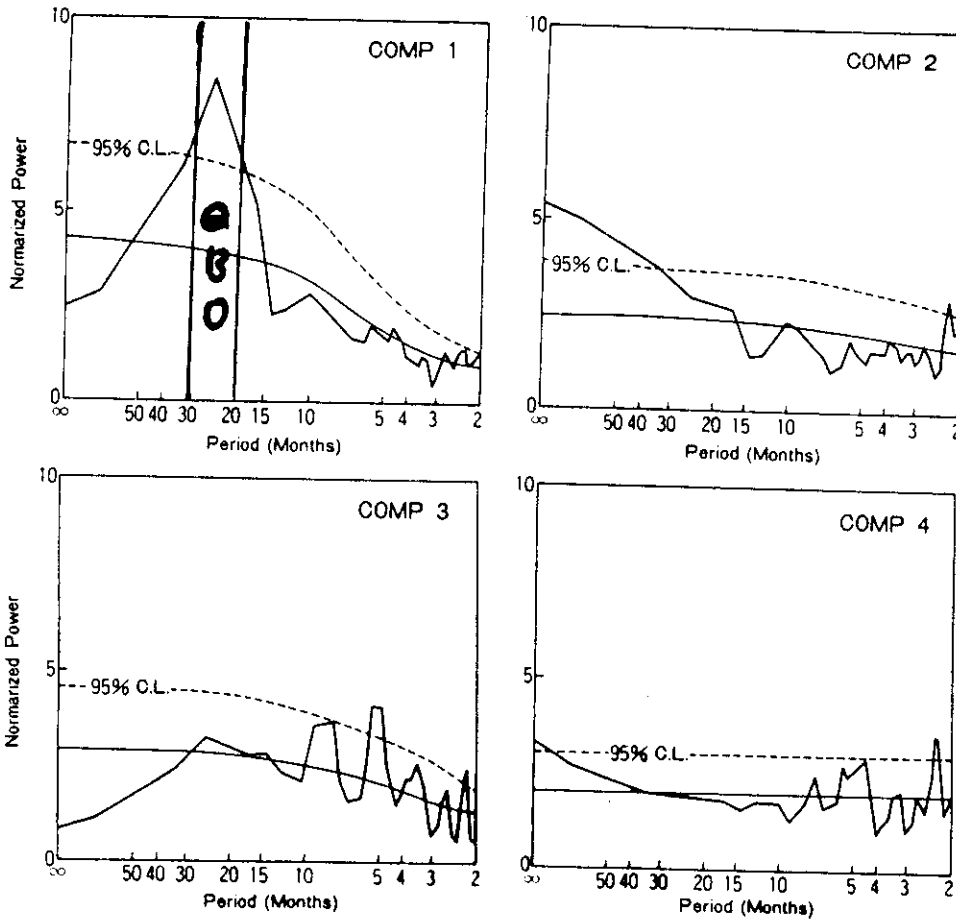 10
COMP 1
95% C.L.
Normarized Power
5
Q
B
O
0
∞ 50 40 30 20 15 10 5 4 3 2
Period (Months)
10
COMP 2
5
95% C.L.
0
∞ 50 40 30 20 15 10 5 4 3 2
Period (Months)
10
COMP 3
Normarized Power
5
95% C.L.
0
∞ 50 40 30 20 15 10 5 4 3 2
Period (Months)
10
COMP 4
5
95% C.L.
0
∞ 50 40 30 20 15 10 5 4 3 2
Period (Months)